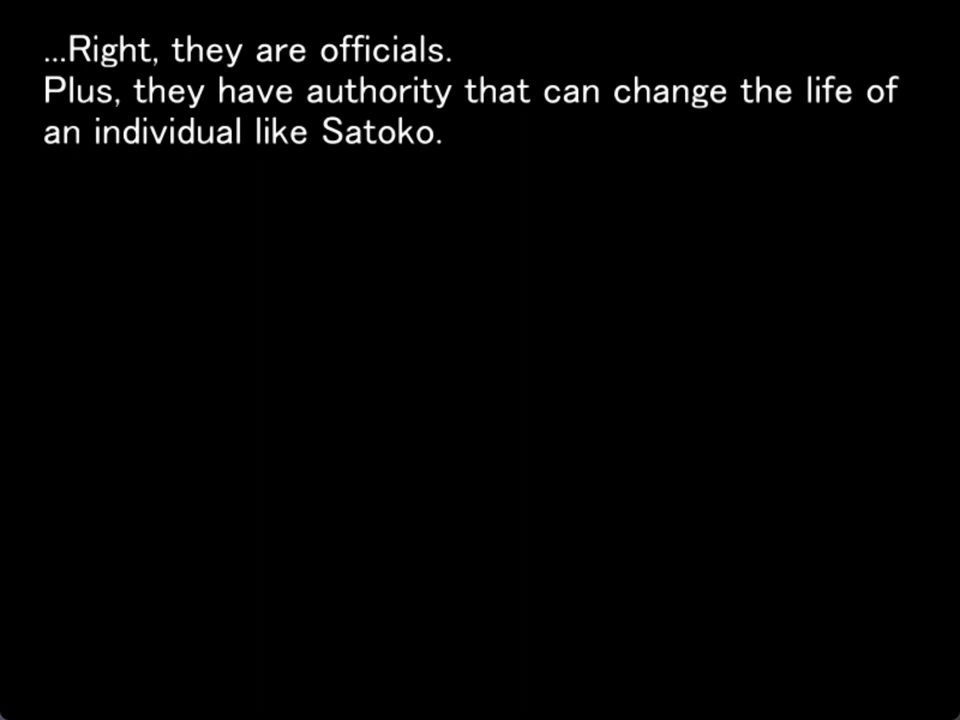 ...Right, they are officials.
Plus, they have authority that can change the life of
an individual like Satoko.